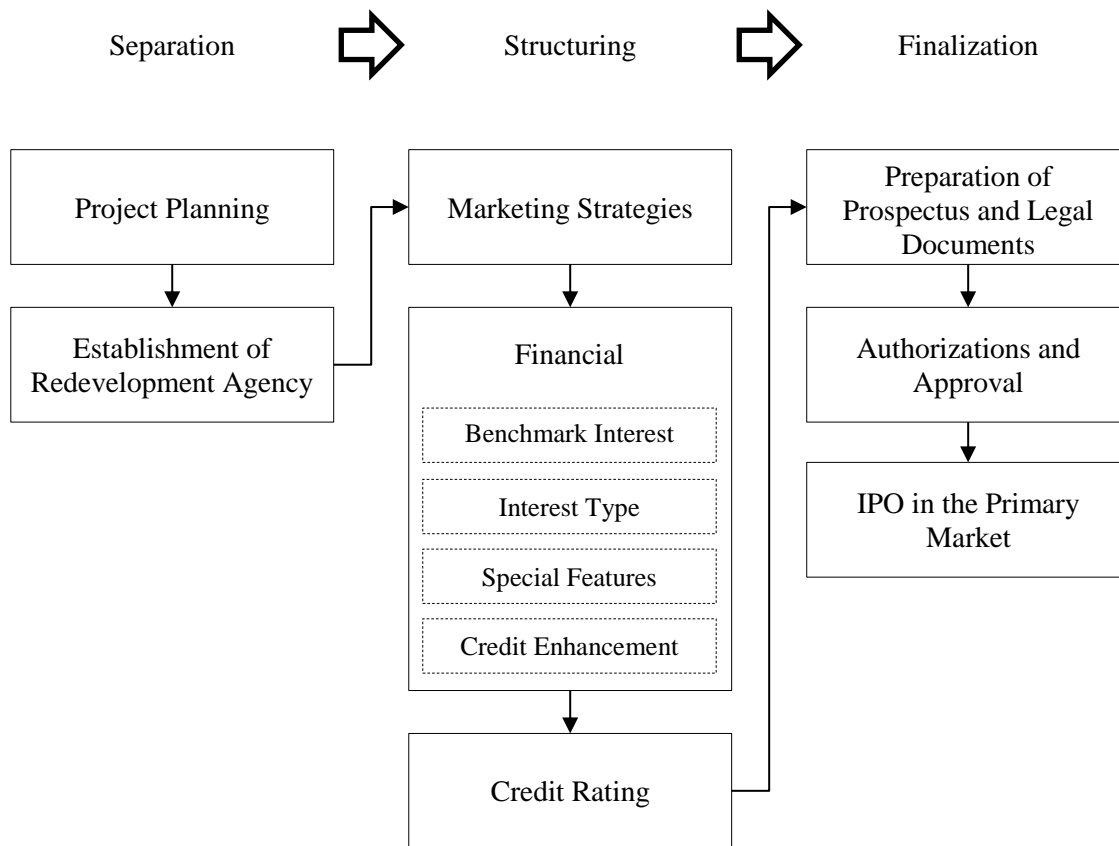 Separation
Structuring
Finalization
Project Planning
Establishment of
Redevelopment Agency
Marketing Strategies
Financial
Benchmark Interest
Interest Type
Special Features
Credit Enhancement
Credit Rating
Preparation of
Prospectus and Legal
Documents
Authorizations and
Approval
IPO in the Primary
Market